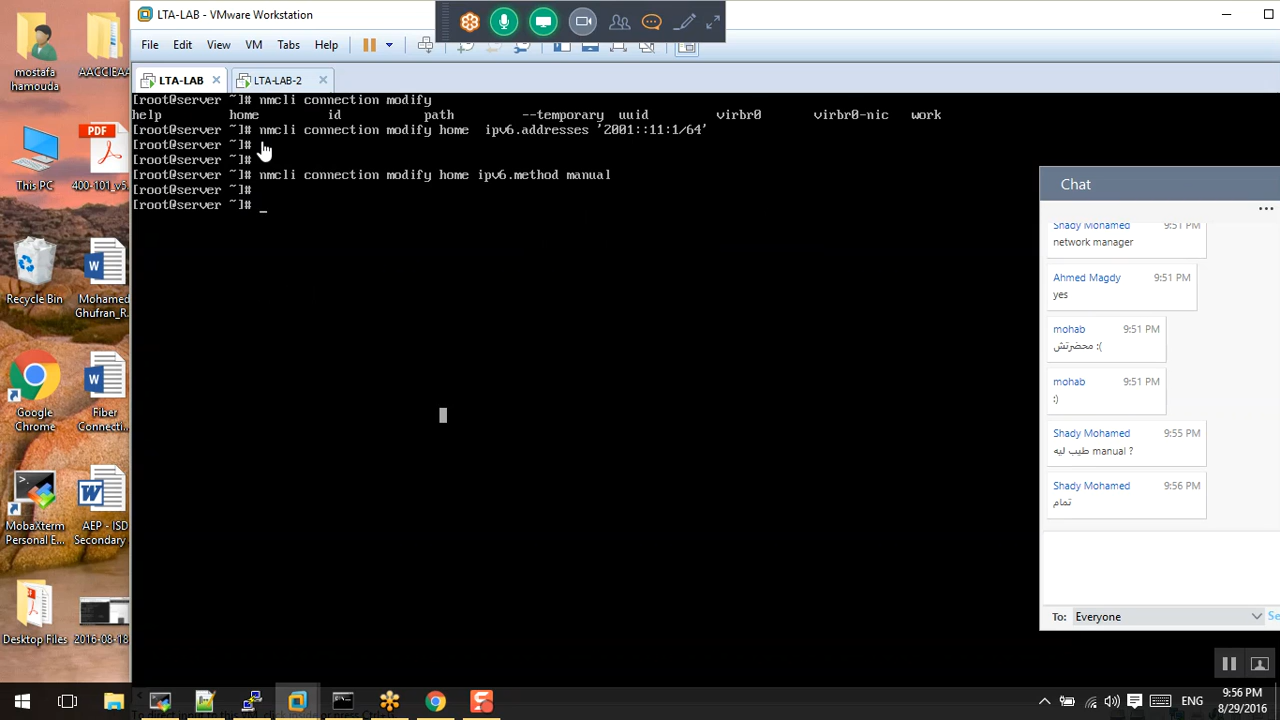 LTA-LAB - VMware Workstation
File Edit View VM Tabs Help
LTA-LAB
LTA-LAB-2
[root@server ~]# nmcli connection modify
help home id path --temporary uuid virbr0 virbr0-nic work
[root@server ~]# nmcli connection modify home  ipv6.addresses '2001::11:1/64'
[root@server ~]#
[root@server ~]#
[root@server ~]# nmcli connection modify home ipv6.method manual
[root@server ~]#
[root@server ~]# _
Chat
Shady Mohamed 9:51 PM
network manager
Ahmed Magdy 9:51 PM
yes
mohab 9:51 PM
محضرتش :(
mohab 9:51 PM
:)
Shady Mohamed 9:55 PM
طيب ليه manual ?
Shady Mohamed 9:56 PM
تمام
To: Everyone
Se
mostafa
hamouda
AACCIEAA
This PC
PDF
400-101_v5
Recycle Bin
Mohamed
Ghufran_R
Google
Chrome
Fiber
Connecti...
MobaXterm
Personal E...
AEP - ISD
Secondary
Desktop Files
2016-08-18
ENG
9:56 PM
8/29/2016